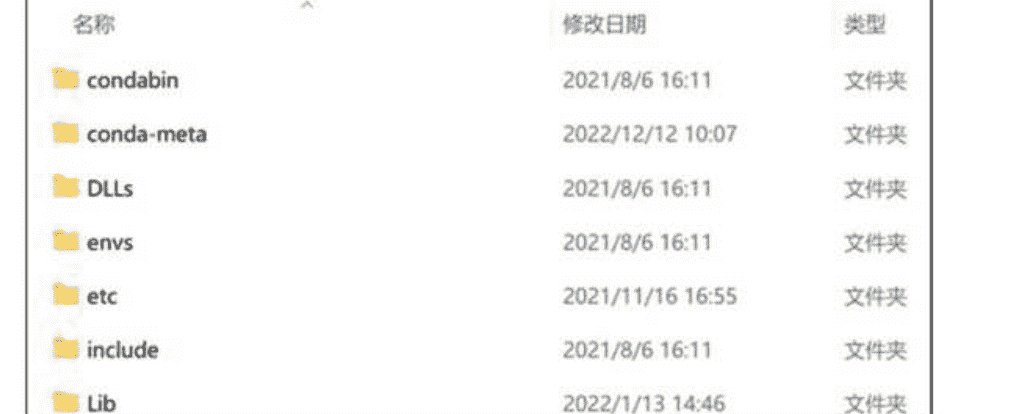 名称 修改日期 类型
condabin 2021/8/6 16:11 文件夹
conda-meta 2022/12/12 10:07 文件夹
DLLs 2021/8/6 16:11 文件夹
envs 2021/8/6 16:11 文件夹
etc 2021/11/16 16:55 文件夹
include 2021/8/6 16:11 文件夹
Lib 2022/1/13 14:46 文件夹